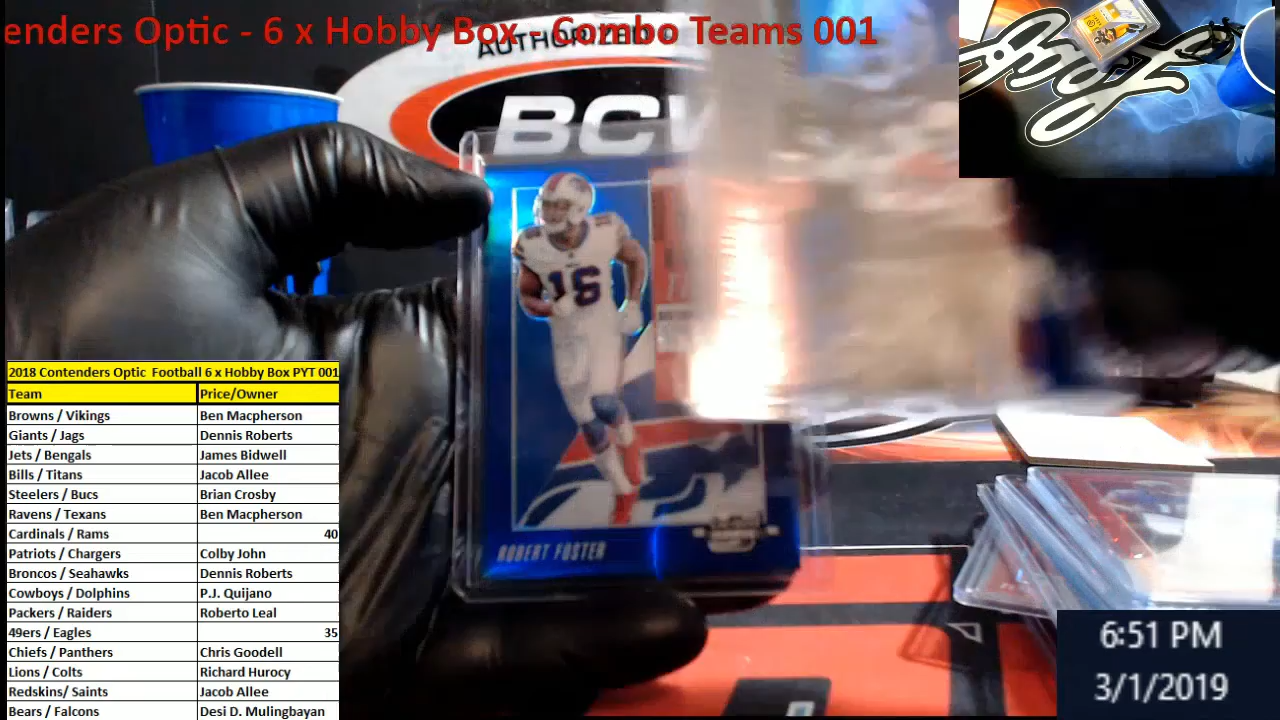 enders Optic - 6 x Hobby Box - Combo Teams 001
AUTHORIZED
BCW
16
ROBERT FOSTER
2018 Contenders Optic Football 6 x Hobby Box PYT 001
Team Price/Owner
Browns / Vikings Ben Macpherson
Giants / Jags Dennis Roberts
Jets / Bengals James Bidwell
Bills / Titans Jacob Allee
Steelers / Bucs Brian Crosby
Ravens / Texans Ben Macpherson
Cardinals / Rams 40
Patriots / Chargers Colby John
Broncos / Seahawks Dennis Roberts
Cowboys / Dolphins P.J. Quijano
Packers / Raiders Roberto Leal
49ers / Eagles 35
Chiefs / Panthers Chris Goodell
Lions / Colts Richard Hurocy
Redskins/ Saints Jacob Allee
Bears / Falcons Desi D. Mulingbayan
6:51 PM
3/1/2019